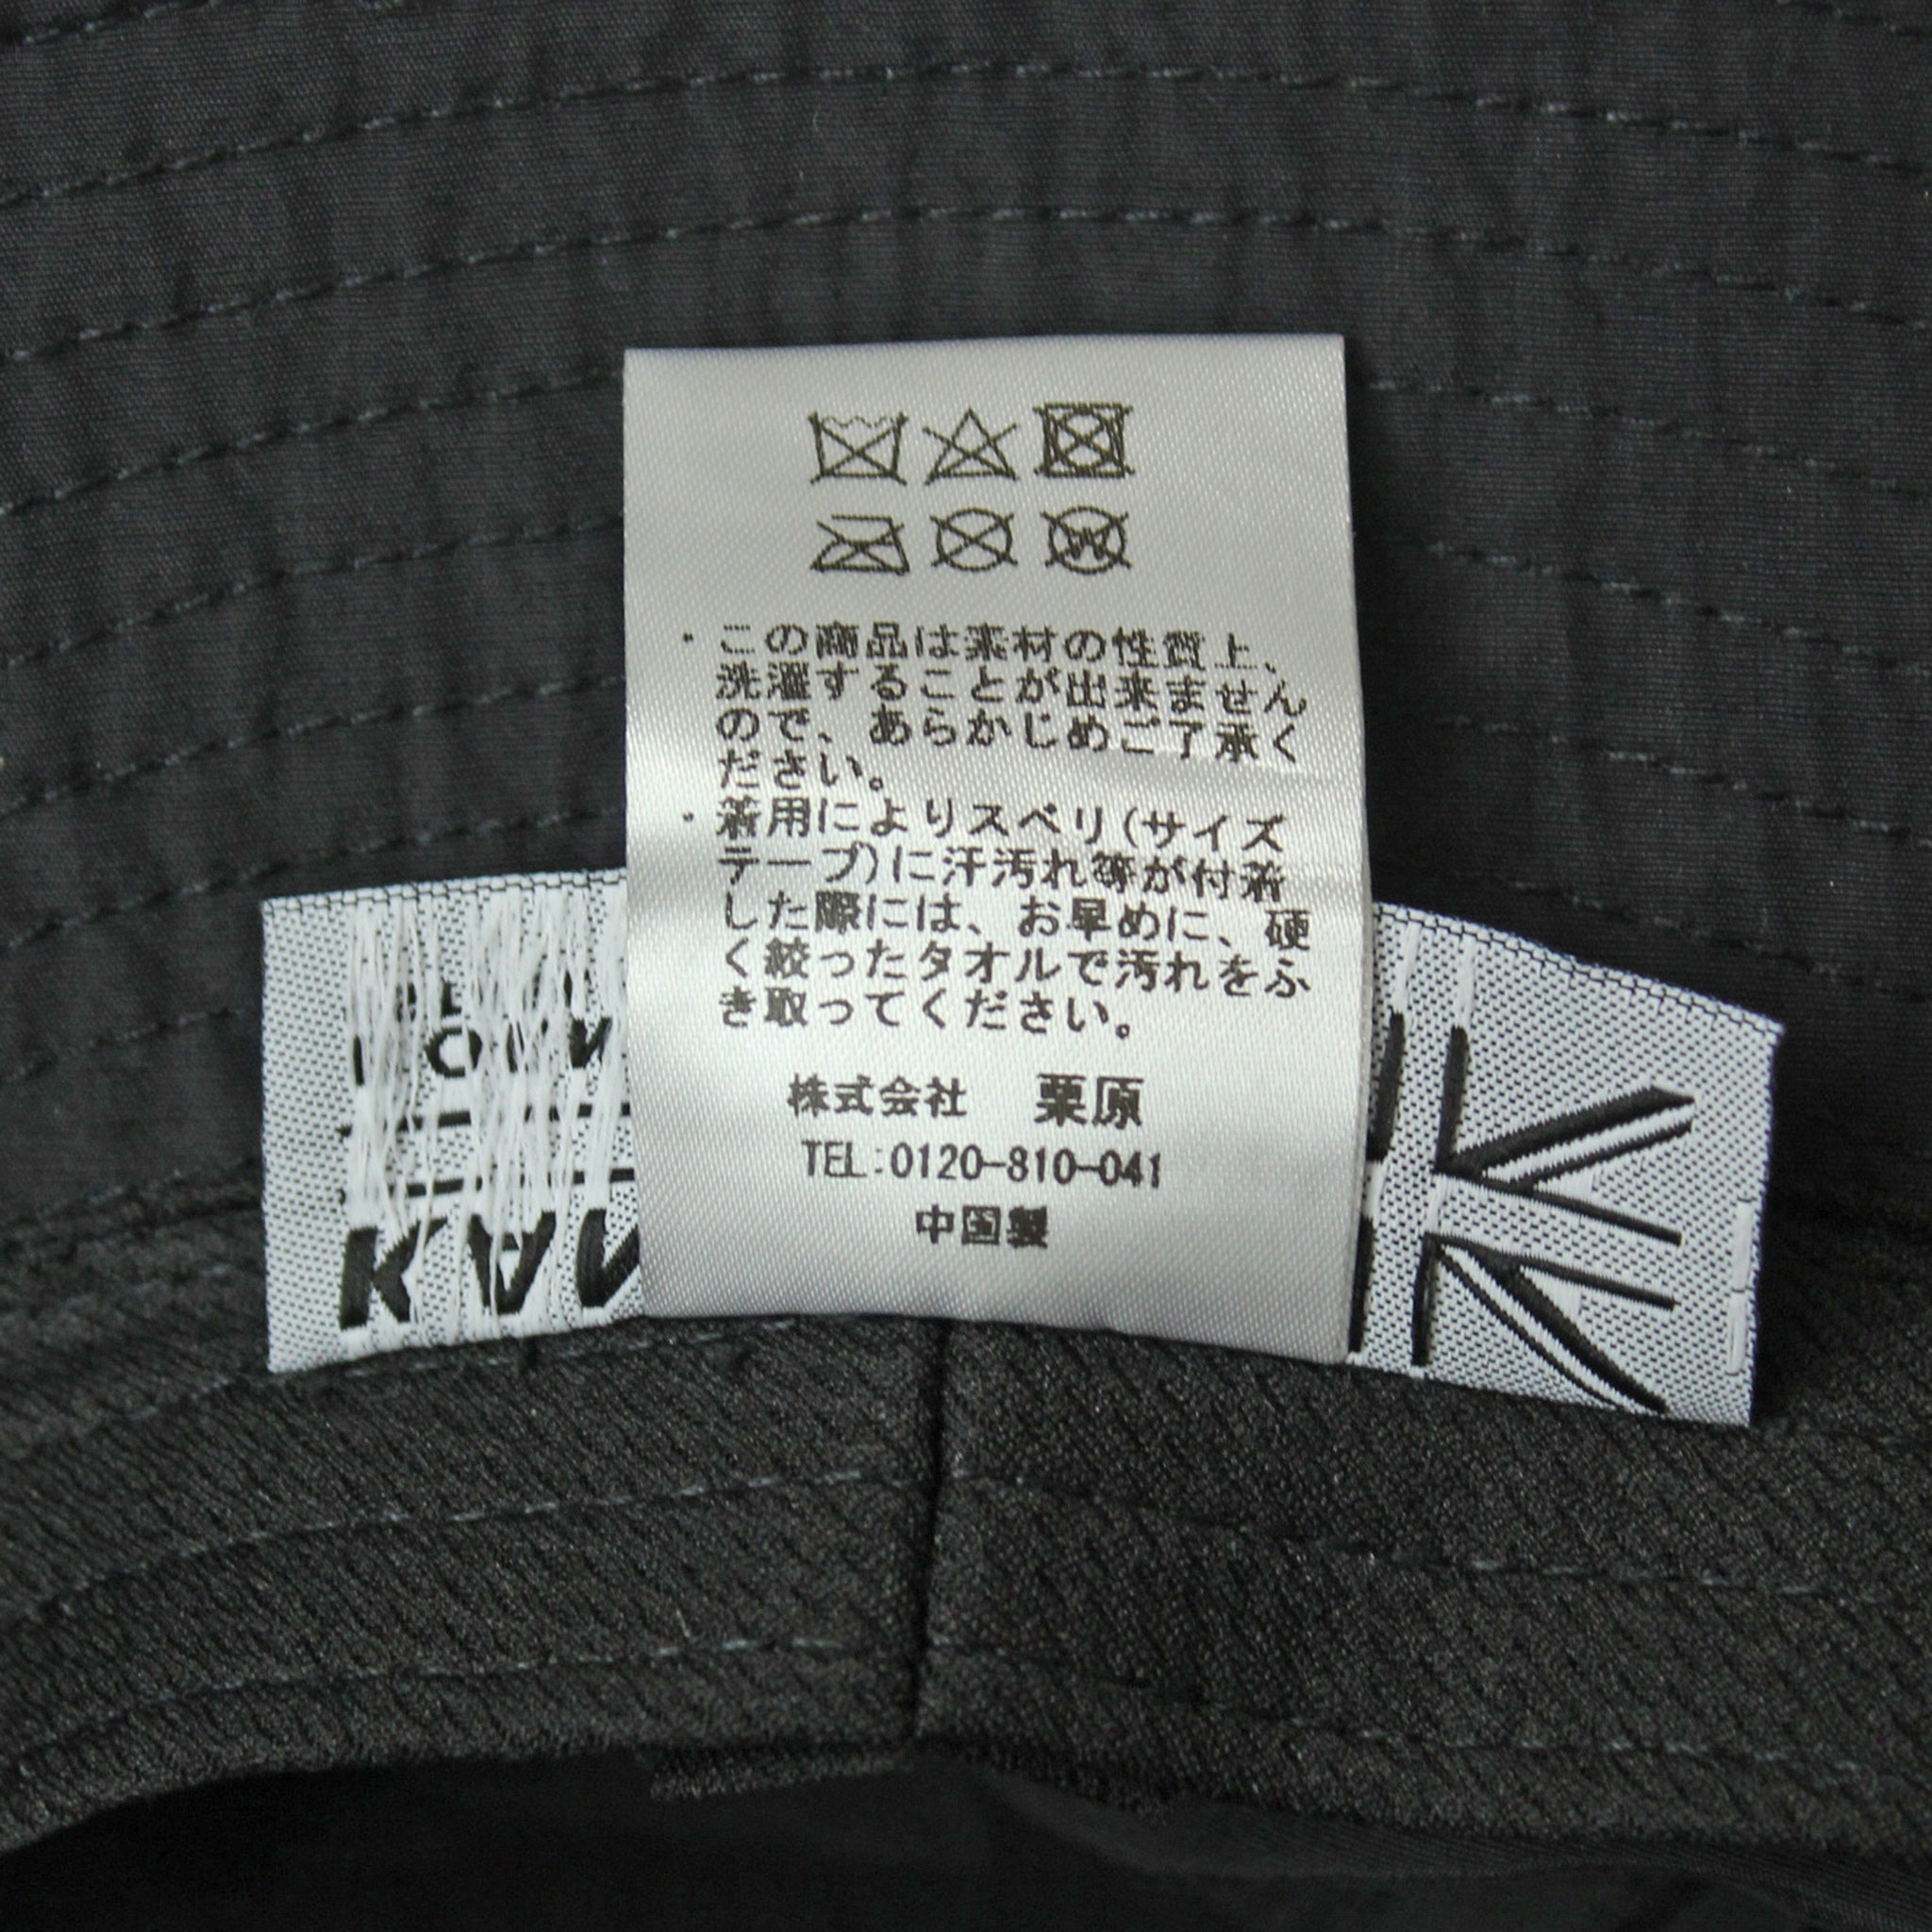 ・この商品は素材の性質上、
洗濯することが出来ません
ので、あらかじめご了承く
ださい。
・着用によりスベリ(サイズ
テープ)に汗汚れ等が付着
した際には、お早めに、硬
く絞ったタオルで汚れをふ
き取ってください。
株式会社 栗原
TEL:0120-810-041
中国製